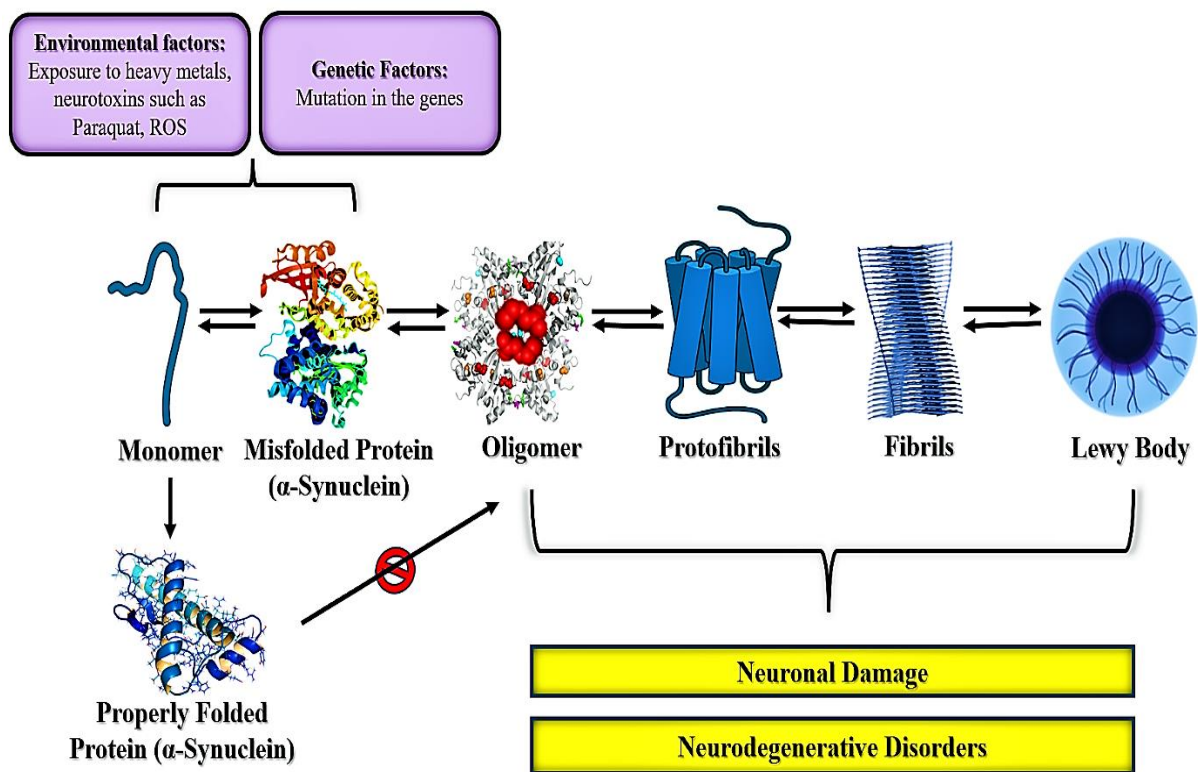 Environmental factors:
Exposure to heavy metals,
neurotoxins such as
Paraquat, ROS
Genetic Factors:
Mutation in the genes
Monomer
Misfolded Protein
(α-Synuclein)
Oligomer
Protofibrils
Fibrils
Lewy Body
Properly Folded
Protein (α-Synuclein)
Neuronal Damage
Neurodegenerative Disorders